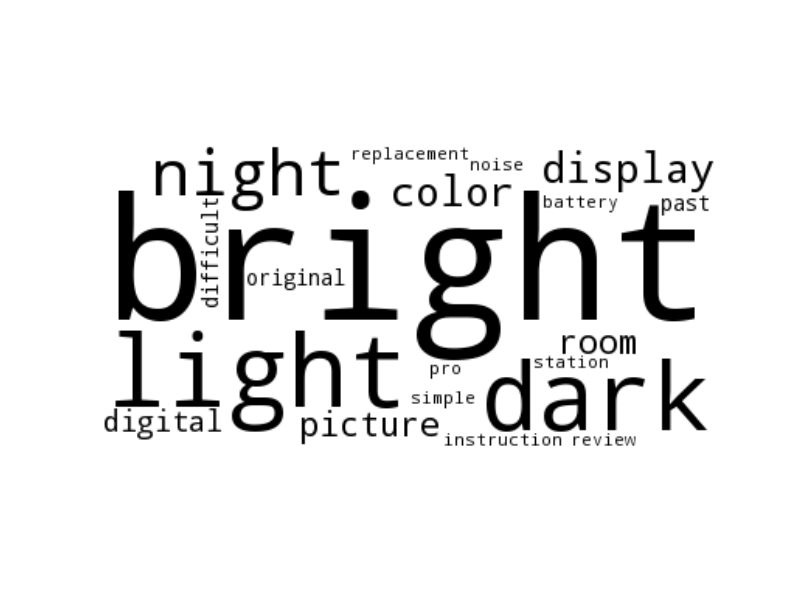 replacement
night
noise
display
color
battery
past
difficult
bright
original
light
room
station
pro
dark
simple
digital
picture
instruction
review